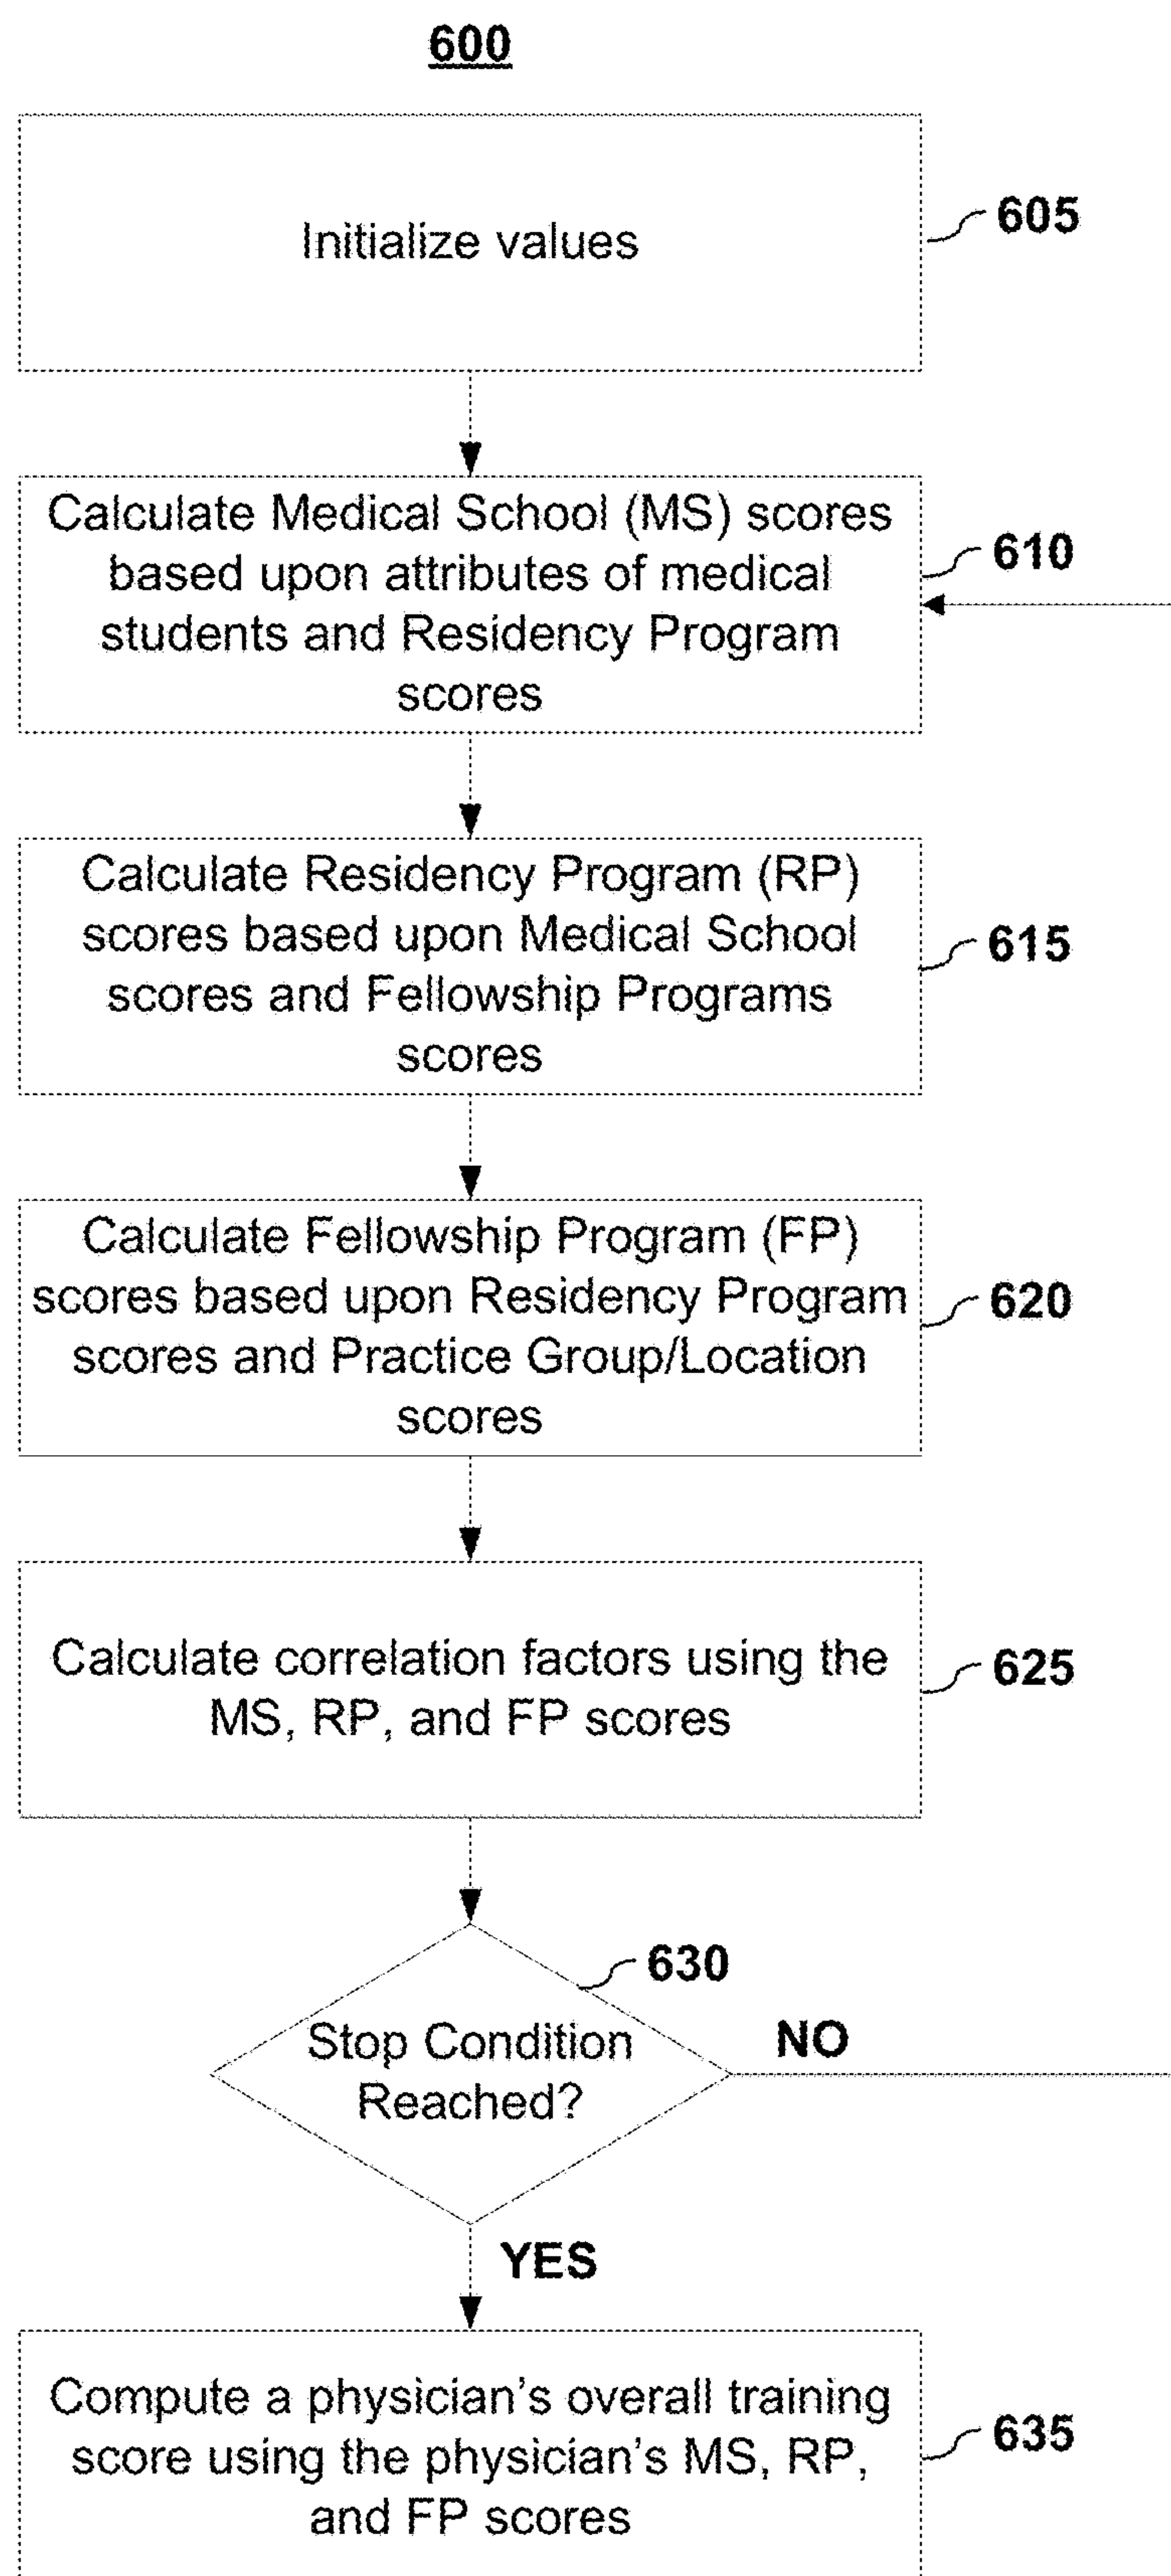 600
Initialize values
605
Calculate Medical School (MS) scores
based upon attributes of medical
students and Residency Program
scores
610
Calculate Residency Program (RP)
scores based upon Medical School
scores and Fellowship Programs
scores
615
Calculate Fellowship Program (FP)
scores based upon Residency Program
scores and Practice Group/Location
scores
620
Calculate correlation factors using the
MS, RP, and FP scores
625
630
Stop Condition
Reached?
NO
YES
Compute a physician's overall training
score using the physician's MS, RP,
and FP scores
635